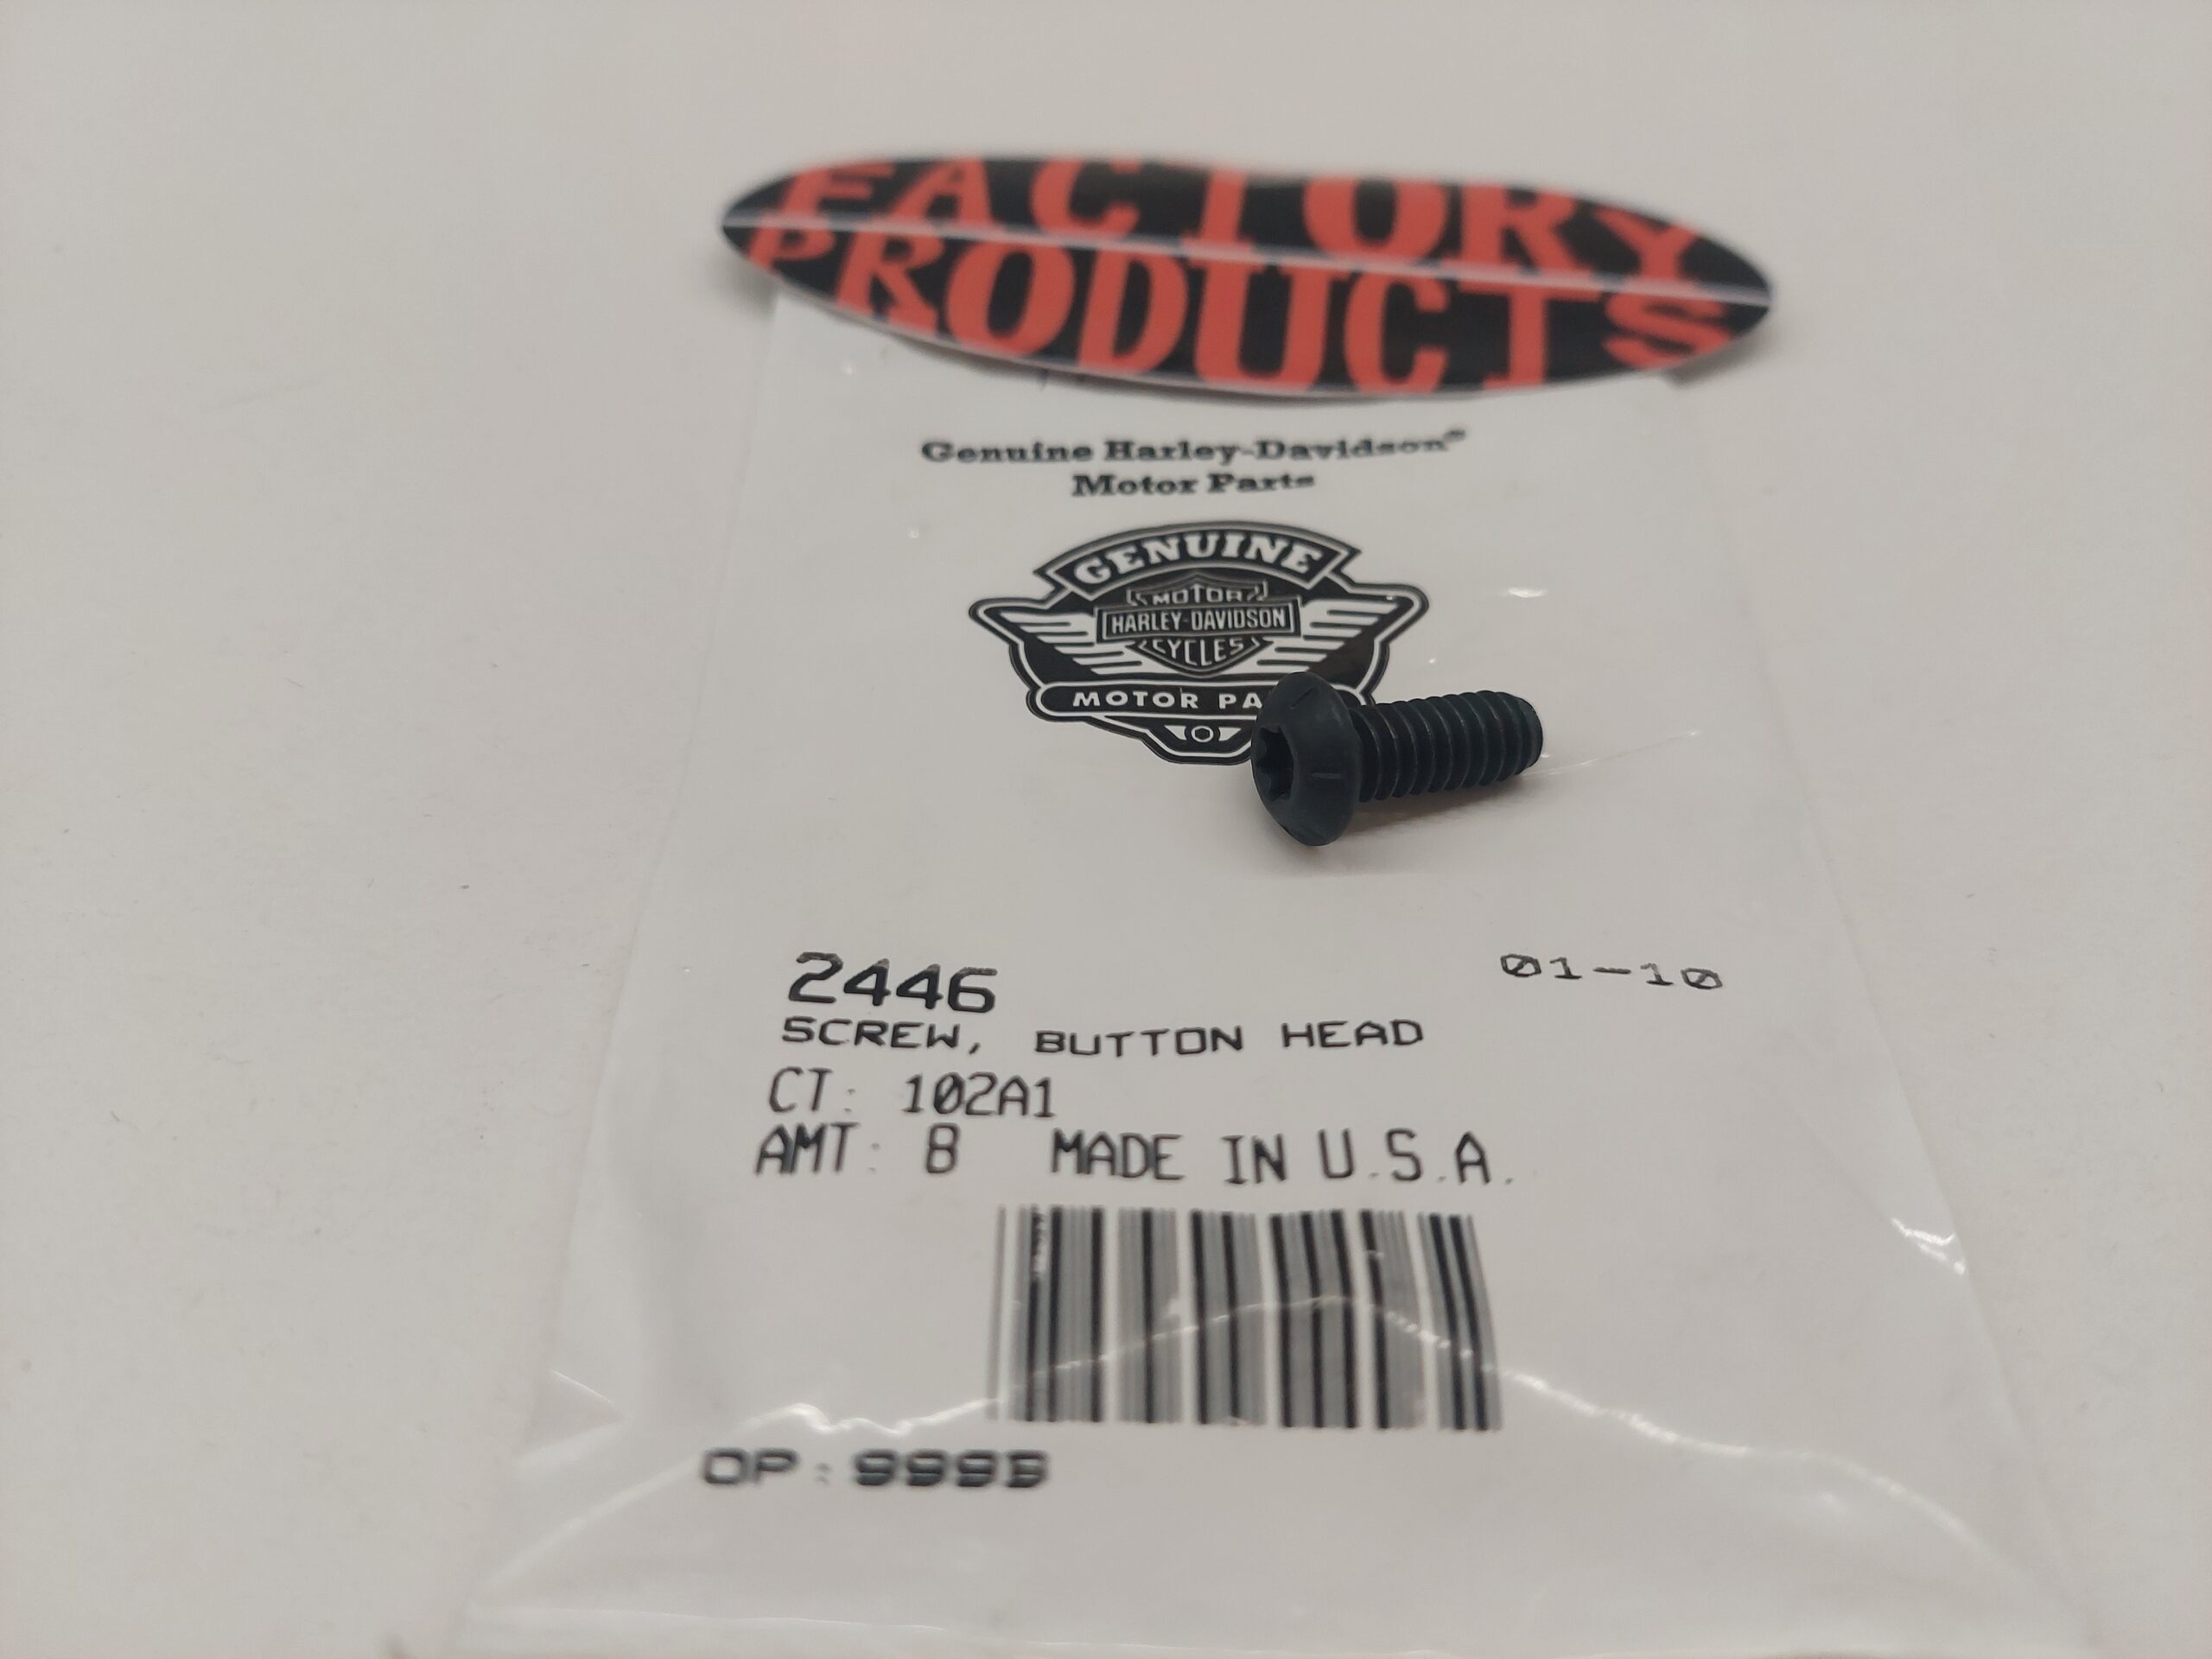 FACTORY
PRODUCTS
Genuine Harley-Davidson®
Motor Parts
GENUINE
MOTOR
HARLEY-DAVIDSON
CYCLES
MOTOR PA
2446
01-10
SCREW, BUTTON HEAD
CT: 102A1
AMT: 8 MADE IN U.S.A.
OP: